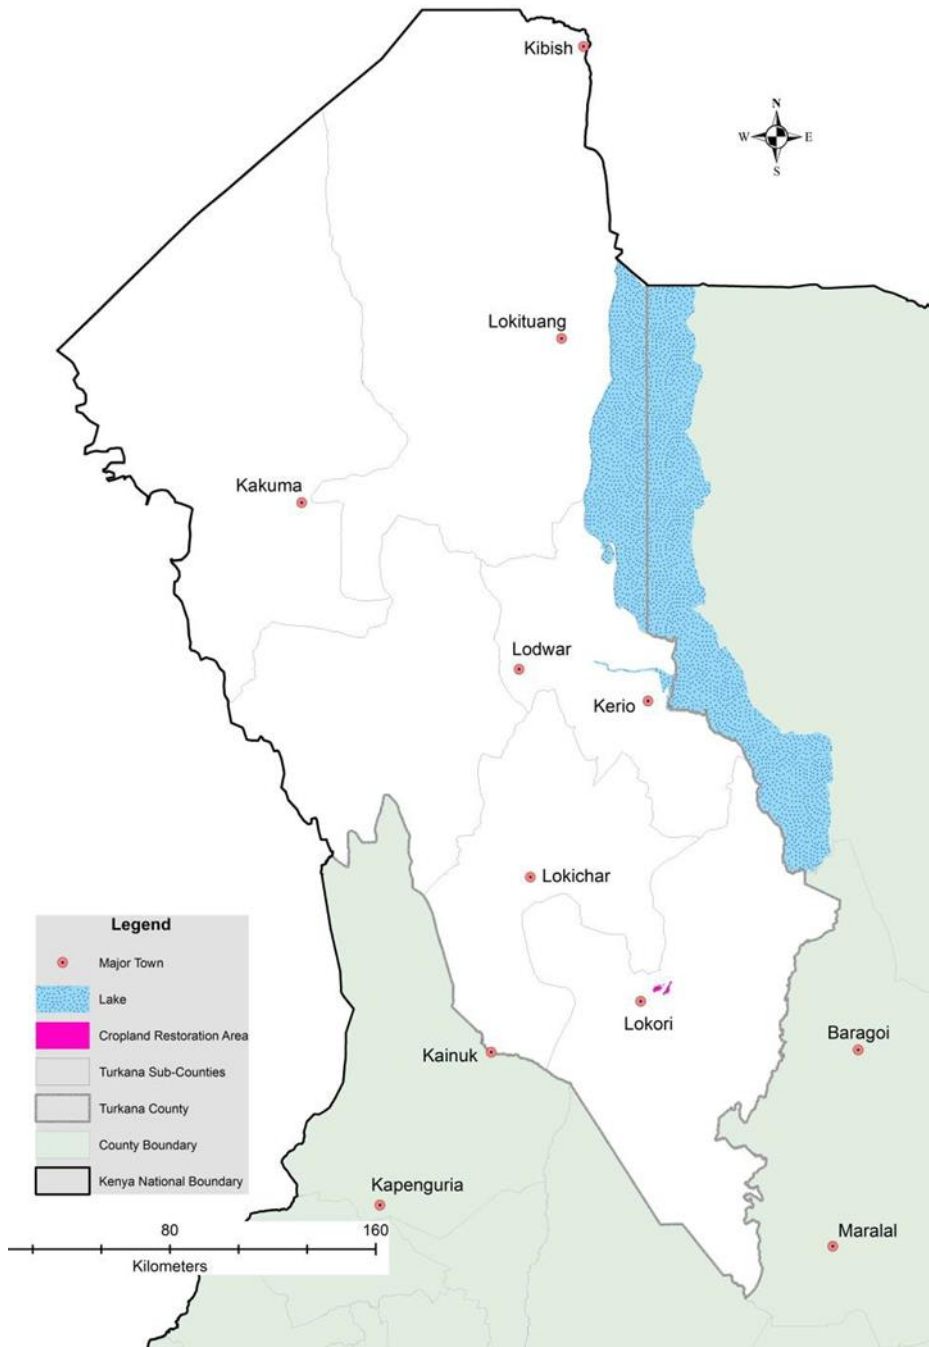 Kibish
N
W E
S
Lokituang
Kakuma
Lodwar
Kerio
Lokichar
Legend
Major Town
Lake
Cropland Restoration Area
Turkana Sub-Counties
Turkana County
County Boundary
Kenya National Boundary
Lokori
Kainuk
Baragoi
Kapenguria
Maralal
80 160
Kilometers